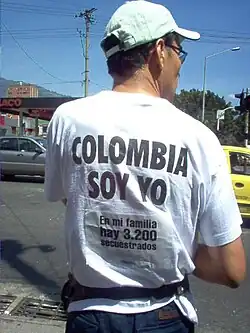 COLOMBIA
SOY YO
En mi familia
hay 3.200
secuestrados